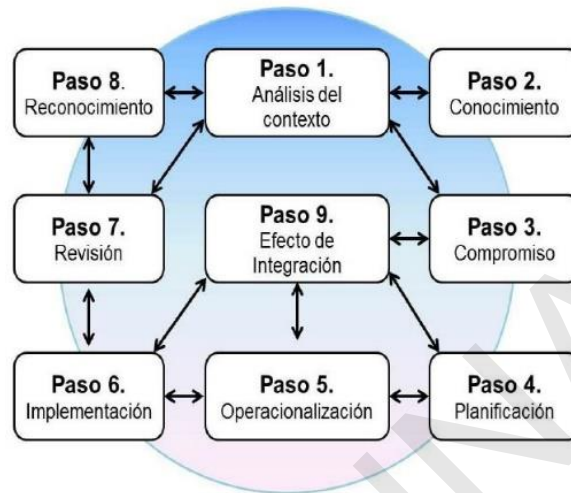 Paso 8.
Reconocimiento
Paso 1.
Análisis del
contexto
Paso 2.
Conocimiento
Paso 7.
Revisión
Paso 9.
Efecto de
Integración
Paso 3.
Compromiso
Paso 6.
Implementación
Paso 5.
Operacionalización
Paso 4.
Planificación